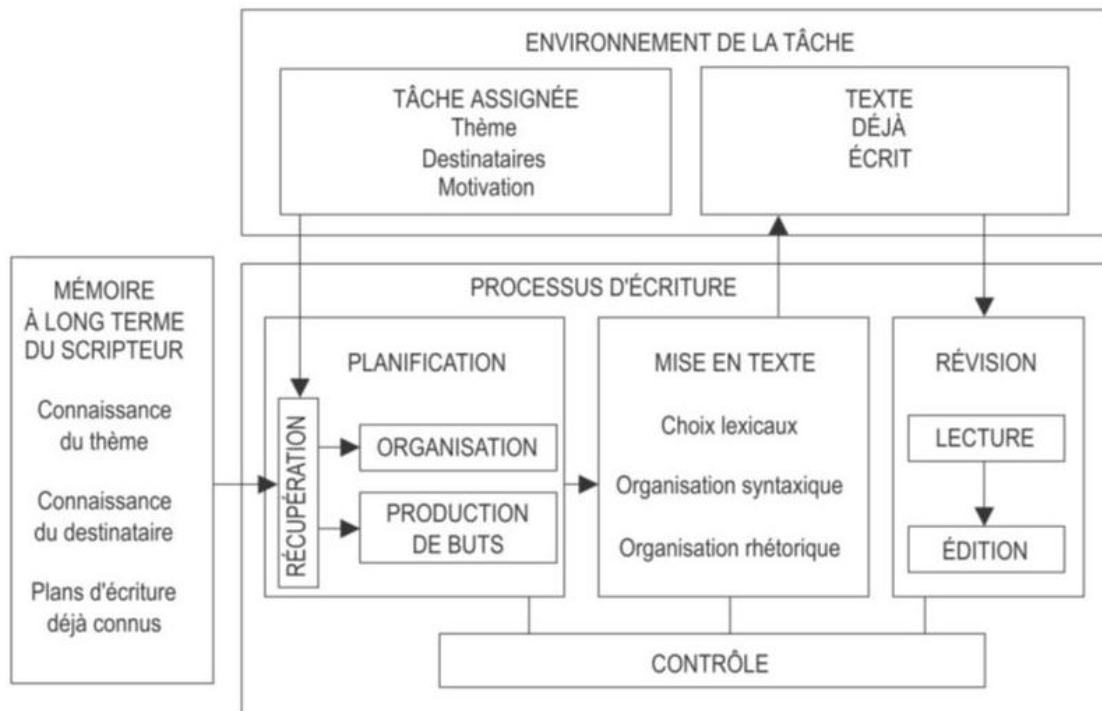 ENVIRONNEMENT DE LA TÂCHE
TÂCHE ASSIGNÉE
Thème
Destinataires
Motivation
TEXTE
DÉJÀ
ÉCRIT
MÉMOIRE
À LONG TERME
DU SCRIPTEUR
Connaissance
du thème
Connaissance
du destinataire
Plans d'écriture
déjà connus
PROCESSUS D'ÉCRITURE
PLANIFICATION
RÉCUPÉRATION
ORGANISATION
PRODUCTION
DE BUTS
MISE EN TEXTE
Choix lexicaux
Organisation syntaxique
Organisation rhétorique
RÉVISION
LECTURE
ÉDITION
CONTRÔLE